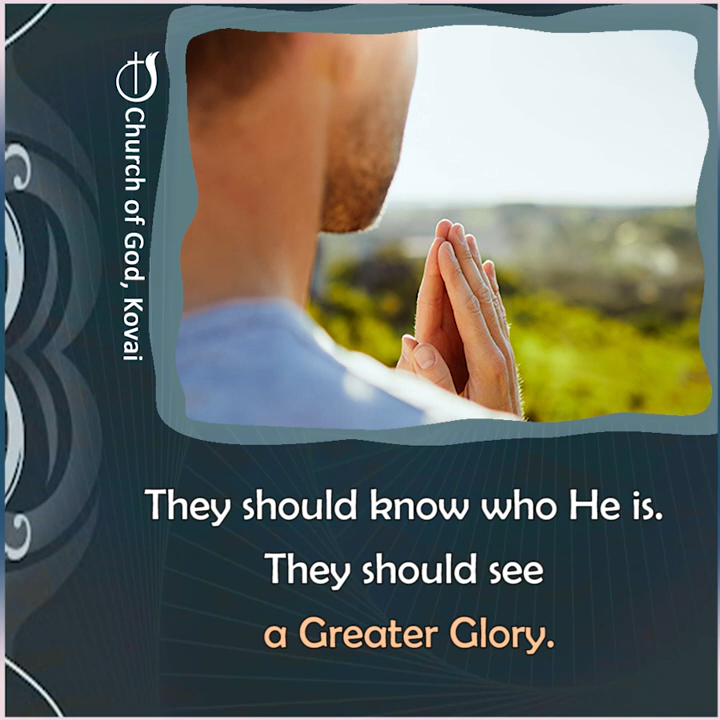 Church of God, Kovai
They should know who He is.
They should see
a Greater Glory.